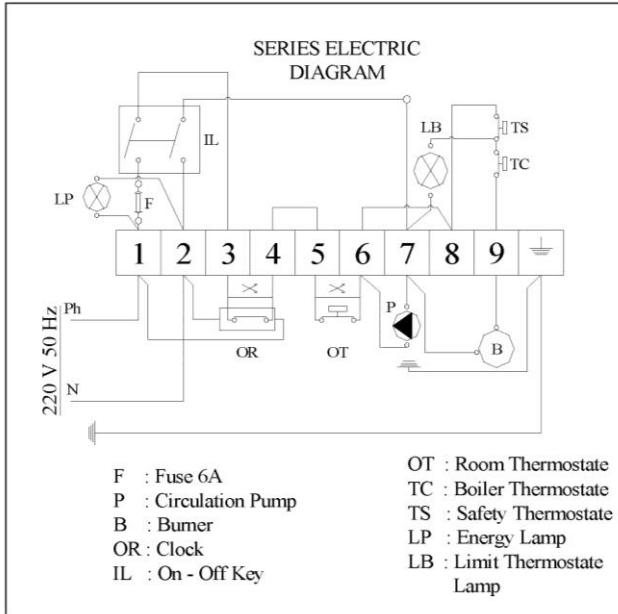 SERIES ELECTRIC
DIAGRAM
IL
LB
TS
TC
LP
F
1 2 3 4 5 6 7 8 9
Ph
P
OR
OT
B
220 V 50 Hz
N
F : Fuse 6A
P : Circulation Pump
B : Burner
OR : Clock
IL : On - Off Key
OT : Room Thermostate
TC : Boiler Thermostate
TS : Safety Thermostate
LP : Energy Lamp
LB : Limit Thermostate
Lamp